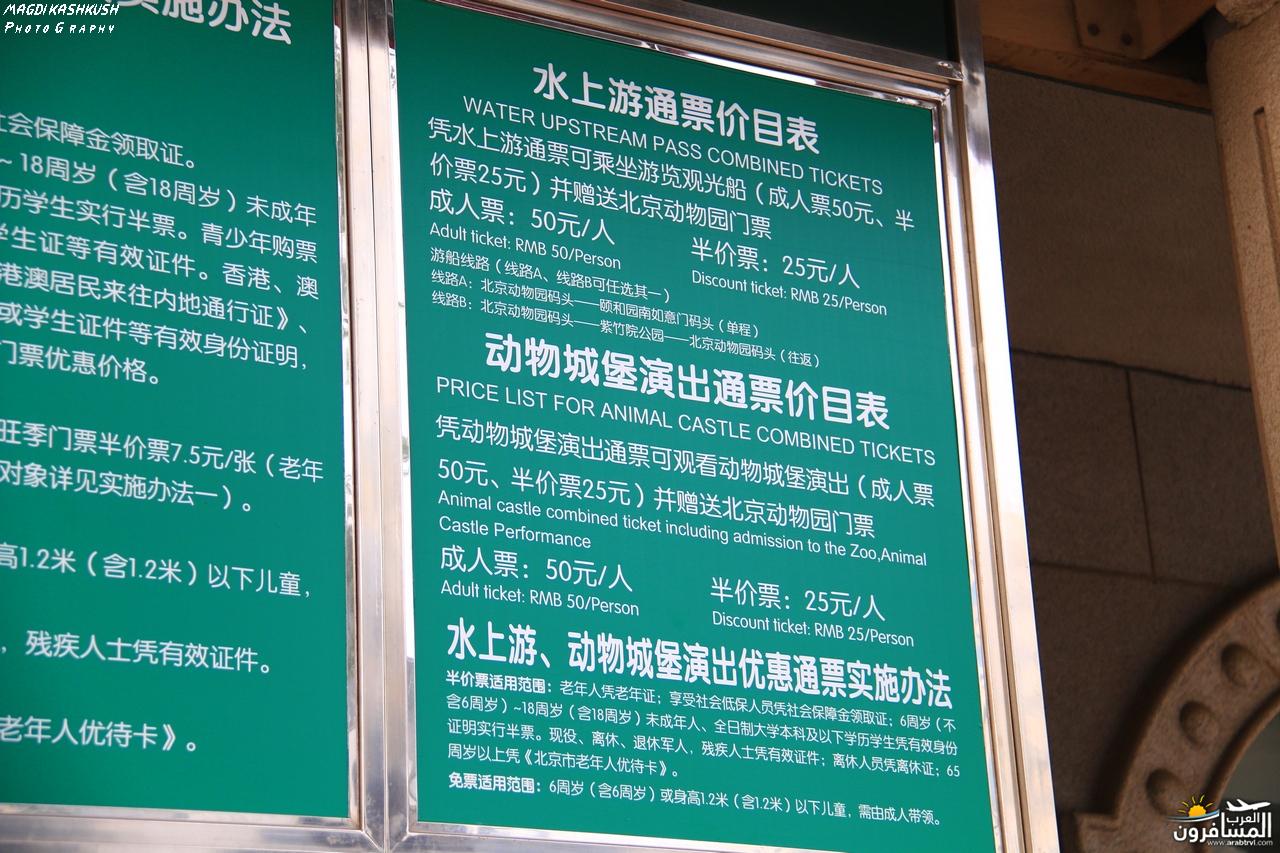 MAGDI KASHKUSH
PHOTOGRAPHY
实施办法
社会保障金领取证。
~18周岁（含18周岁）未成年
历学生实行半票。青少年购票
学生证等有效证件。香港、澳
港澳居民来往内地通行证》、
或学生证件等有效身份证明，
门票优惠价格。
旺季门票半价票7.5元/张（老年
对象详见实施办法一）。
高1.2米（含1.2米）以下儿童，
，残疾人士凭有效证件。
老年人优待卡》。
水上游通票价目表
WATER UPSTREAM PASS COMBINED TICKETS
凭水上游通票可乘坐游览观光船（成人票50元、半
价票25元）并赠送北京动物园门票
成人票：50元/人 半价票：25元/人
Adult ticket: RMB 50/Person Discount ticket: RMB 25/Person
游船线路（线路A、线路B可任选其一）
线路A：北京动物园码头——颐和园南如意门码头（单程）
线路B：北京动物园码头——紫竹院公园——北京动物园码头（往返）
动物城堡演出通票价目表
PRICE LIST FOR ANIMAL CASTLE COMBINED TICKETS
凭动物城堡演出通票可观看动物城堡演出（成人票
50元、半价票25元）并赠送北京动物园门票
Animal castle combined ticket including admission to the Zoo,Animal
Castle Performance
成人票：50元/人 半价票：25元/人
Adult ticket: RMB 50/Person Discount ticket: RMB 25/Person
水上游、动物城堡演出优惠通票实施办法
半价票适用范围：老年人凭老年证；享受社会低保人员凭社会保障金领取证；6周岁（不
含6周岁）~18周岁（含18周岁）未成年人、全日制大学本科及以下学历学生凭有效身份
证明实行半票。现役、离休、退休军人，残疾人士凭有效证件；离休人员凭离休证；65
周岁以上凭《北京市老年人优待卡》。
免票适用范围：6周岁（含6周岁）或身高1.2米（含1.2米）以下儿童，需由成人带领。
العرب
المسافرون
www.arabtrvl.com